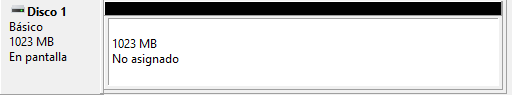 Disco 1
Básico
1023 MB
En pantalla
1023 MB
No asignado